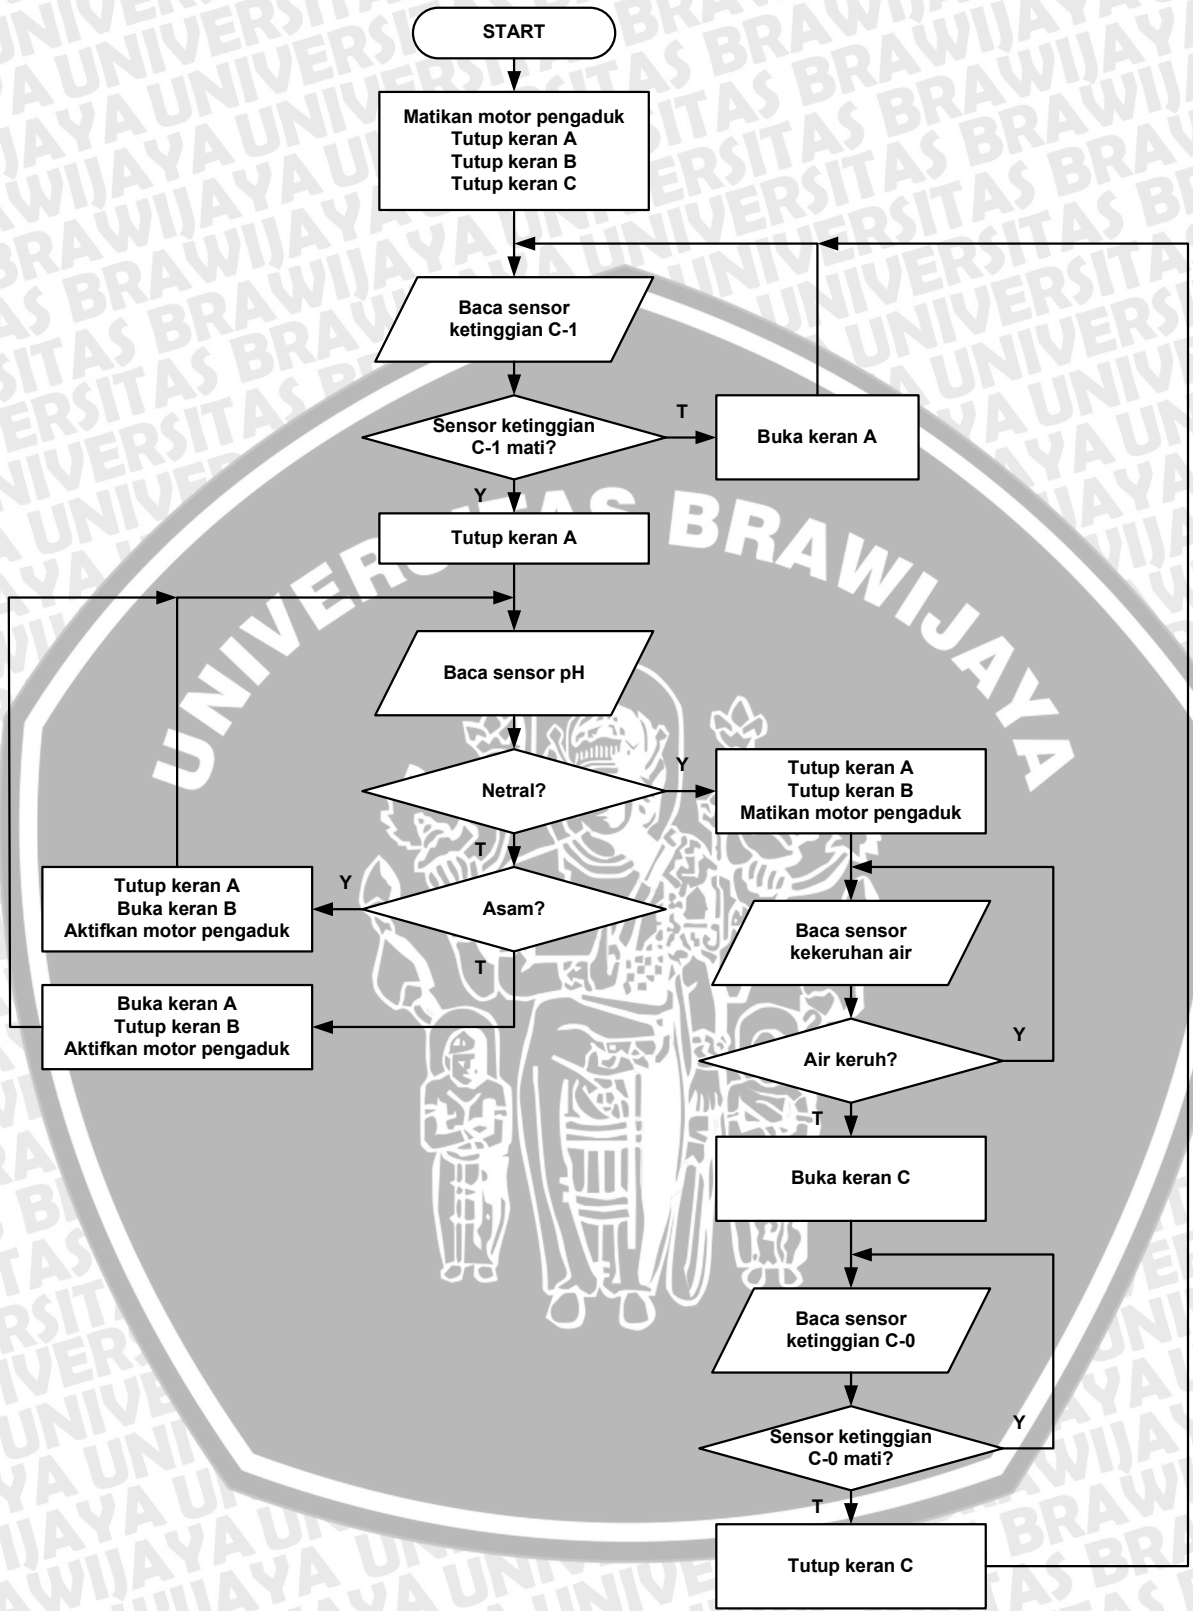 START
Matikan motor pengaduk
Tutup keran A
Tutup keran B
Tutup keran C
Baca sensor
ketinggian C-1
Sensor ketinggian
C-1 mati?
T
Buka keran A
Y
Tutup keran A
UNIVERSITAS BRAWIJAYA
Baca sensor pH
Netral?
Y
Tutup keran A
Tutup keran B
Matikan motor pengaduk
T
Asam?
Y
Tutup keran A
Buka keran B
Aktifkan motor pengaduk
T
Buka keran A
Tutup keran B
Aktifkan motor pengaduk
Baca sensor
kekeruhan air
Air keruh?
Y
T
Buka keran C
Baca sensor
ketinggian C-0
Sensor ketinggian
C-0 mati?
Y
T
Tutup keran C